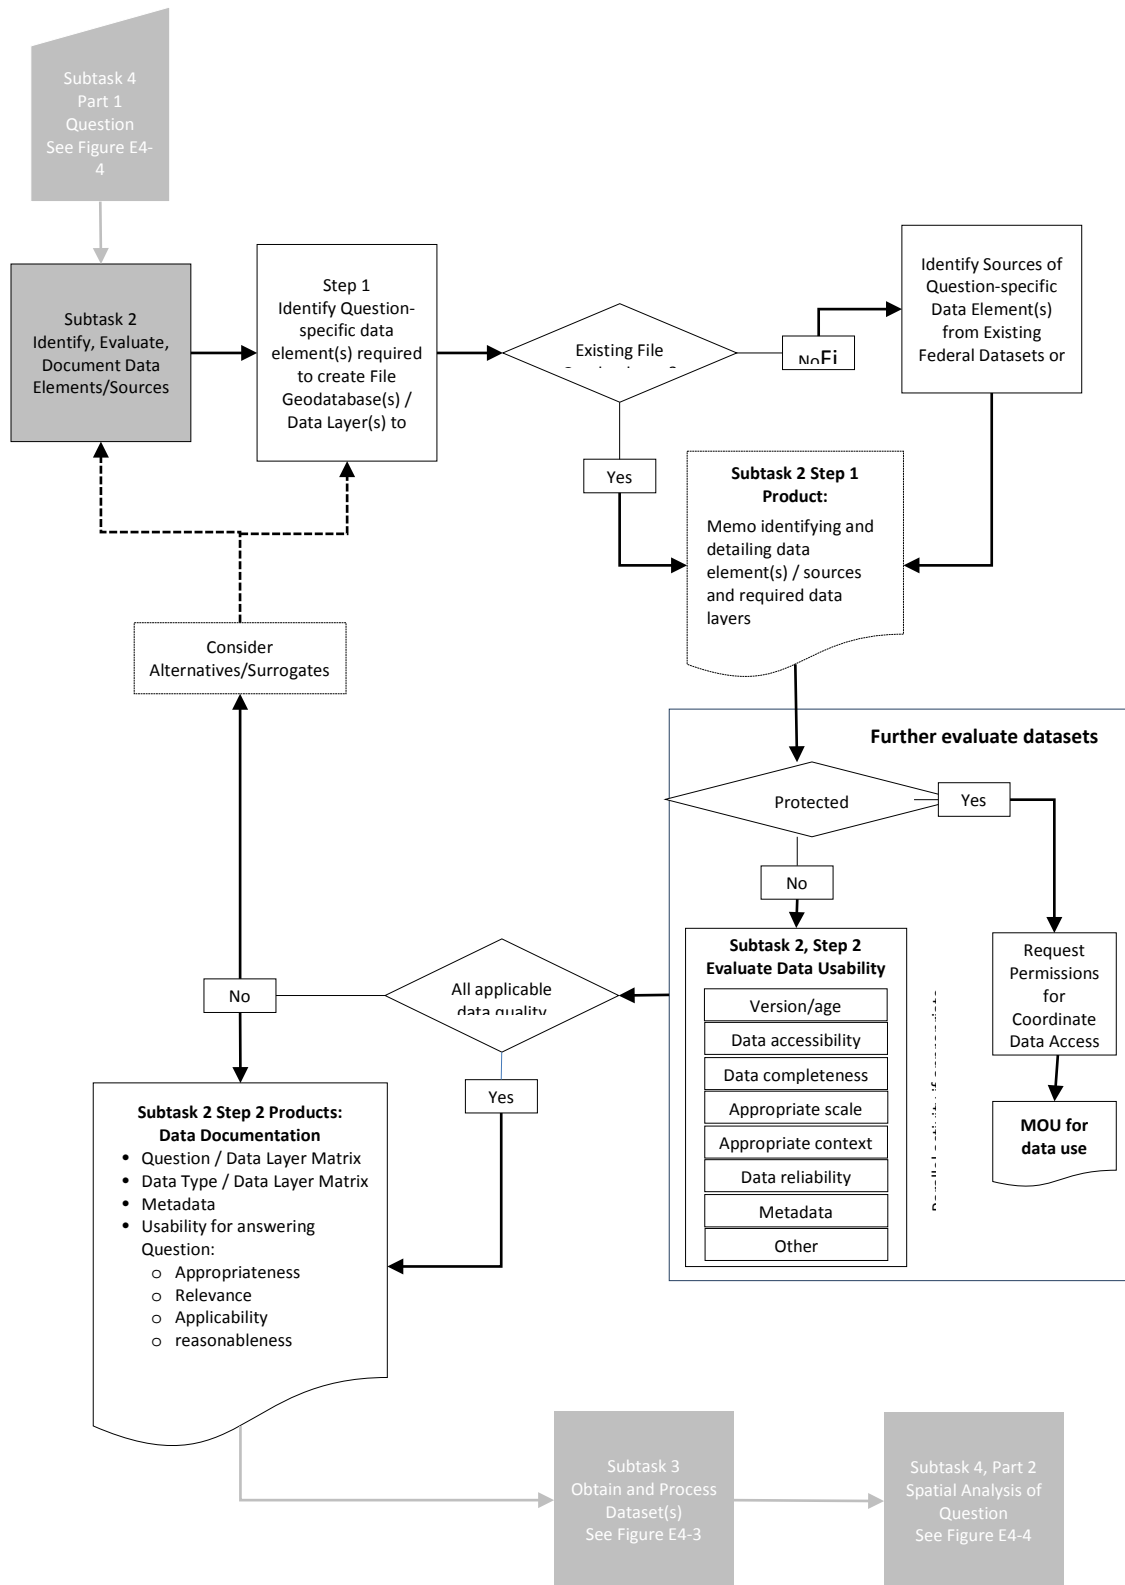 Subtask 4
Part 1
Question
See Figure E4-
4
Subtask 2
Identify, Evaluate,
Document Data
Elements/Sources
Step 1
Identify Question-
specific data
element(s) required
to create File
Geodatabase(s) /
Data Layer(s) to
Existing File
Identify Sources of
Question-specific
Data Element(s)
from Existing
Federal Datasets or
No
Yes
Subtask 2 Step 1
Product:
Memo identifying and
detailing data
element(s) / sources
and required data
layers
Consider
Alternatives/Surrogates
Further evaluate datasets
Protected
Yes
No
Subtask 2, Step 2
Evaluate Data Usability
Version/age
Data accessibility
Data completeness
Appropriate scale
Appropriate context
Data reliability
Metadata
Other
Request
Permissions
for
Coordinate
Data Access
MOU for
data use
All applicable
data quality
No
Yes
Subtask 2 Step 2 Products:
Data Documentation
• Question / Data Layer Matrix
• Data Type / Data Layer Matrix
• Metadata
• Usability for answering
Question:
o Appropriateness
o Relevance
o Applicability
o reasonableness
Subtask 3
Obtain and Process
Dataset(s)
See Figure E4-3
Subtask 4, Part 2
Spatial Analysis of
Question
See Figure E4-4